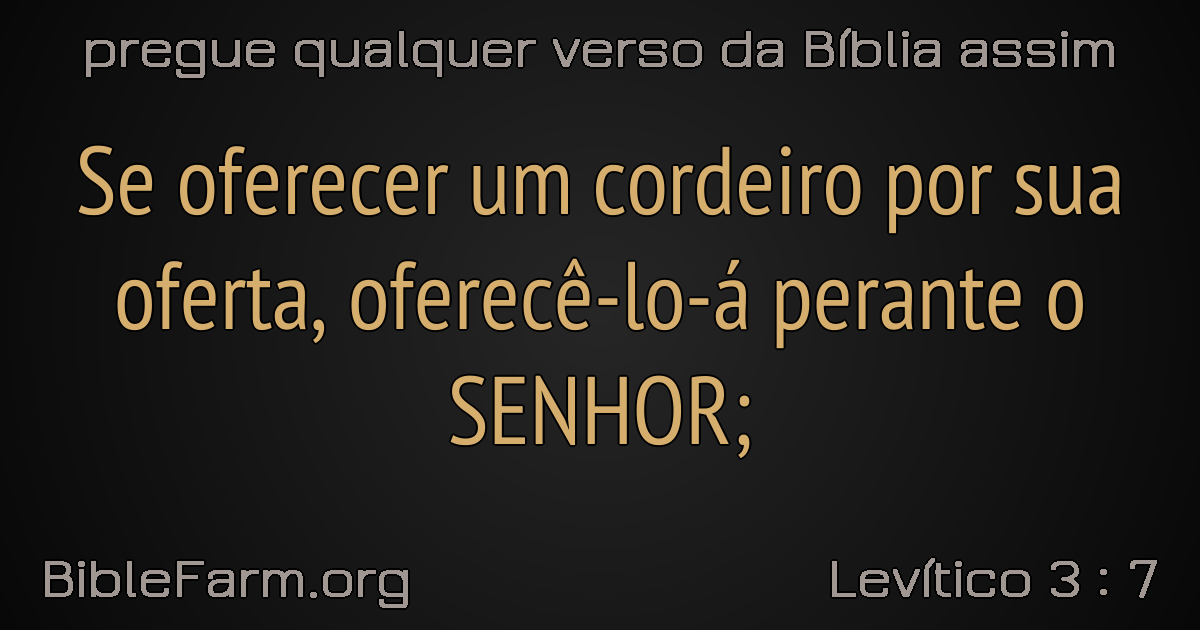 pregue qualquer verso da Bíblia assim
Se oferecer um cordeiro por sua
oferta, oferecê-lo-á perante o
SENHOR;
BibleFarm.org
Levítico 3 : 7